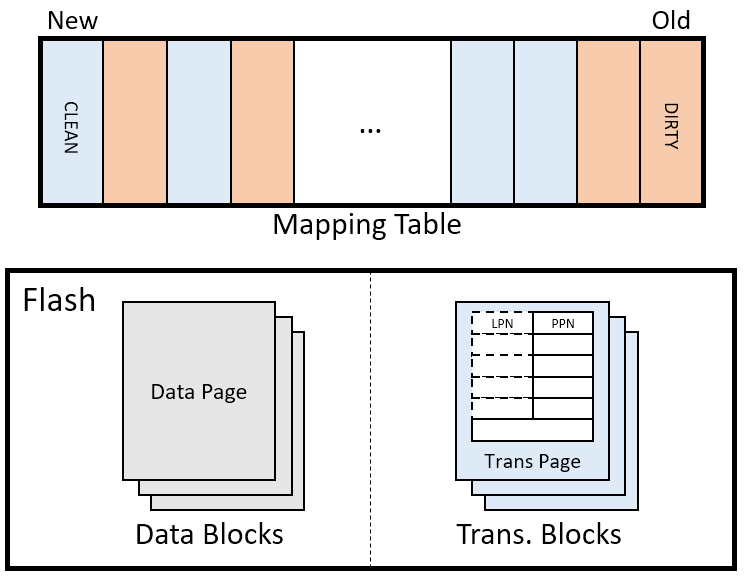 New
Old
CLEAN
...
DIRTY
Mapping Table
Flash
Data Page
LPN
PPN
Trans Page
Data Blocks
Trans. Blocks